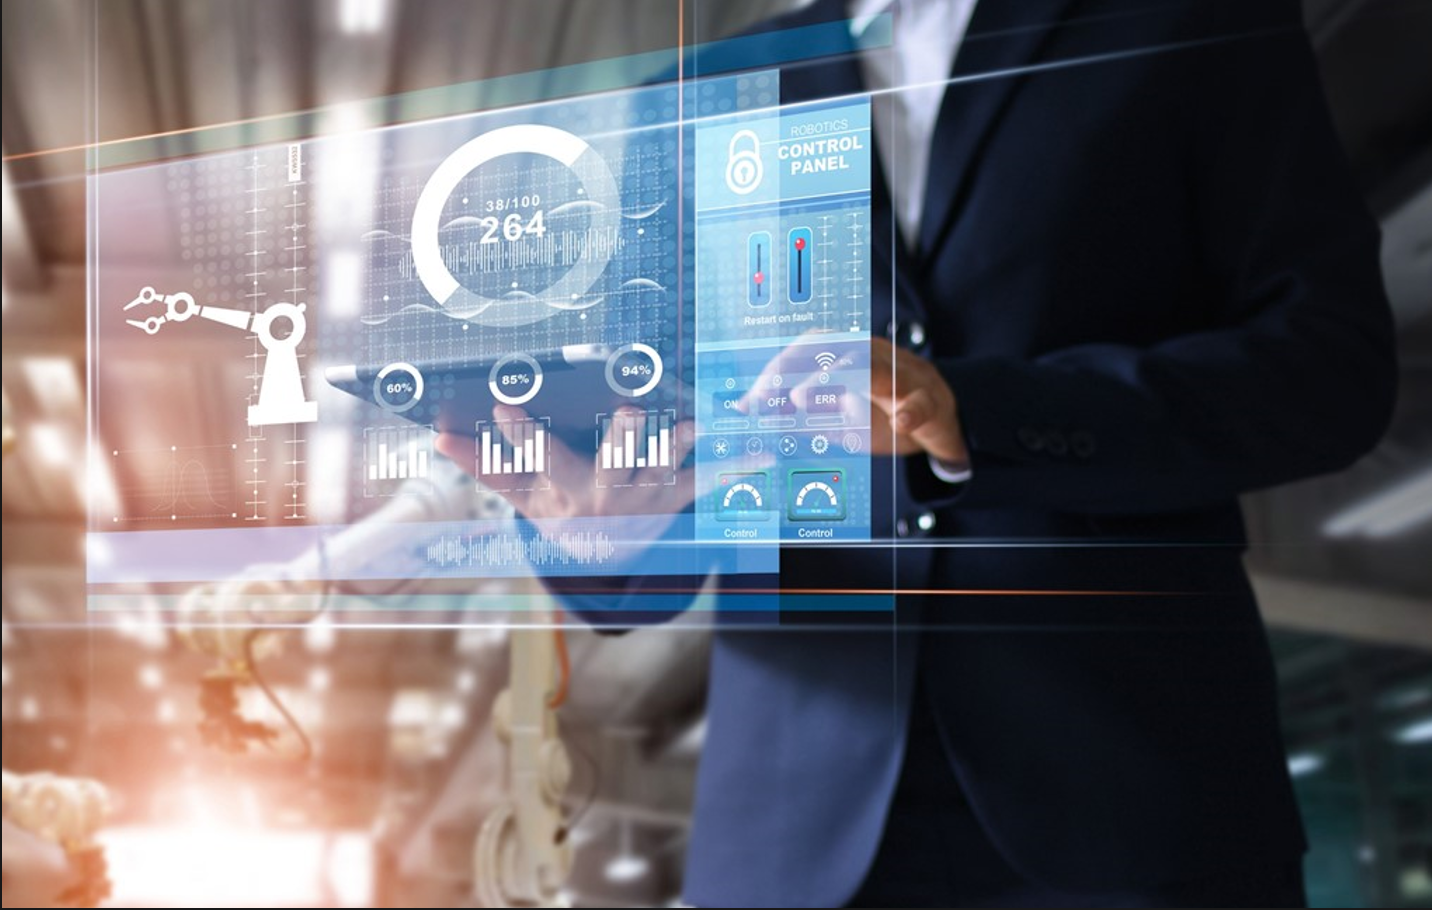 38/100
264
60%
85%
94%
ROBOTICS
CONTROL
PANEL
Restart on fault
ON
OFF
ERR
Control
Control